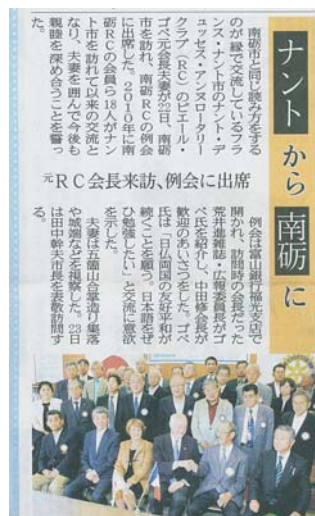 ナントから南砺に
元RC会長来訪、例会に出席
南砺市と同じ読み方をする
のが縁で交流しているフラ
ンス・ナント市のナント・デ
ュッセス・アンヌロータリー
クラブ（RC）のピエール・
ゴベ元会長夫妻が22日、南砺
市を訪れ、南砺RCの例会
に出席した。2010年に南
砺RCの会員ら18人がナン
ト市を訪れて以来の交流と
なり、夫妻を囲んで今後も
親睦を深め合うことを誓っ
た。
例会は富山銀行福光支店で
開かれ、訪問時の会長だった
荒井進雑誌・広報委員長がゴ
ベ氏を紹介し、中田修会長が
歓迎のあいさつをした。ゴベ
氏は「日仏両国の友好平和が
続くことを願う。日本語をぜ
ひ勉強したい」と交流に意欲
を示した。
夫妻は五箇山合掌造り集落
や城端などを視察した。23日
は田中幹夫市長を表敬訪問す
る。